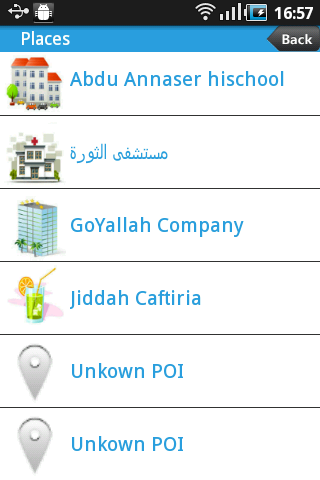 16:57
Places
Back
Abdu Annaser hischool
مستشفى الثورة
GoYallah Company
Jiddah Caftiria
Unkown POI
Unkown POI